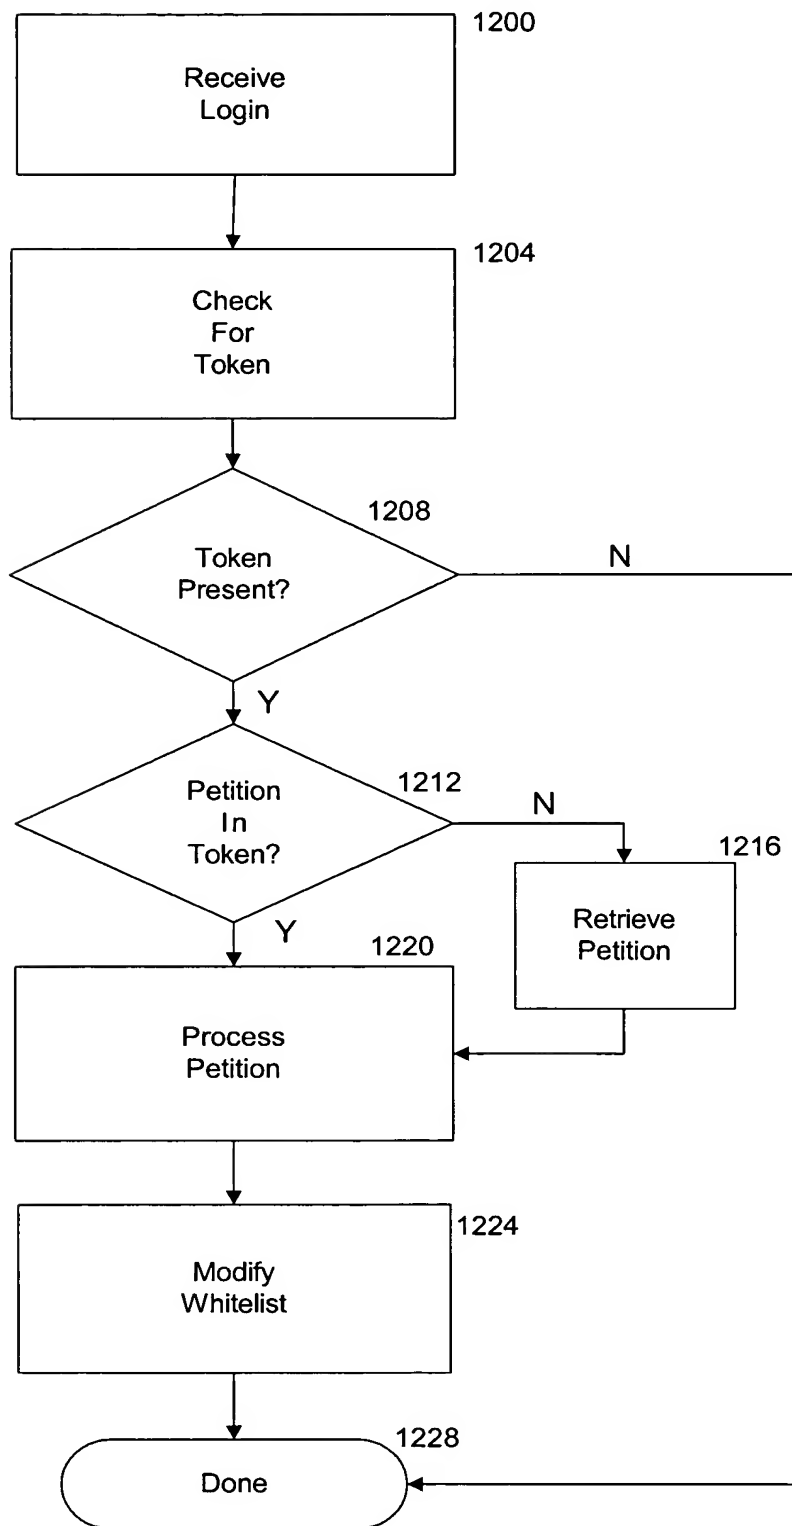 1200
Receive
Login
1204
Check
For
Token
1208
Token
Present?
N
Y
1212
Petition
In
Token?
N
1216
Retrieve
Petition
Y
1220
Process
Petition
1224
Modify
Whitelist
1228
Done